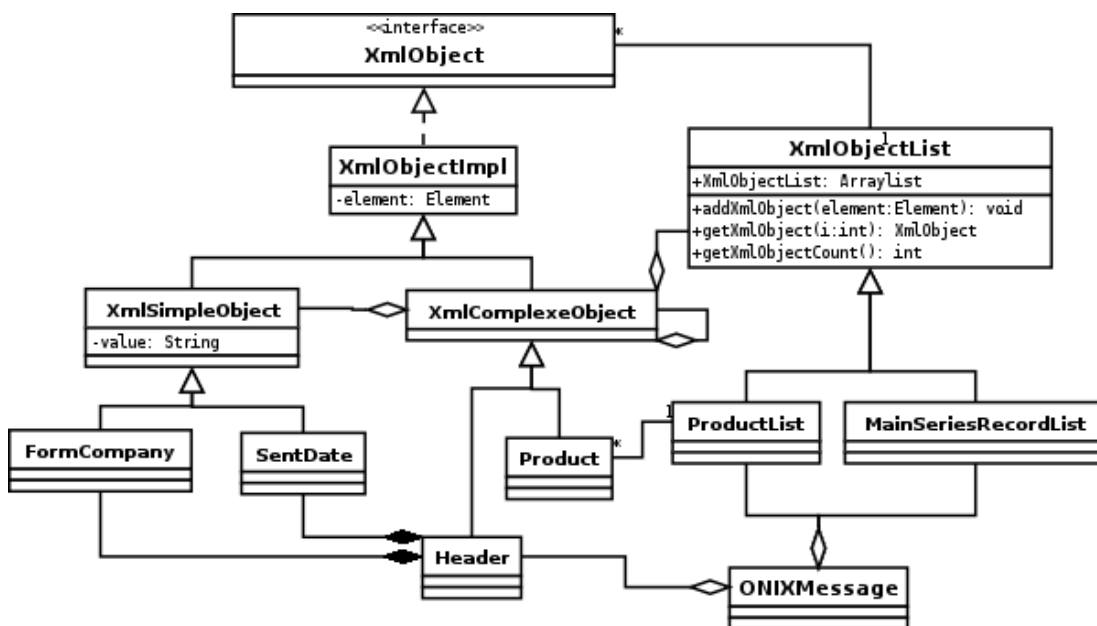 <<interface>>
XmlObject
*
1
XmlObjectList
+XmlObjectList: Arraylist
+addXmlObject(element:Element): void
+getXmlObject(i:int): XmlObject
+getXmlObjectCount(): int
XmlObjectImpl
-element: Element
XmlSimpleObject
-value: String
XmlComplexeObject
FormCompany
SentDate
Product
*
1
ProductList
MainSeriesRecordList
Header
ONIXMessage